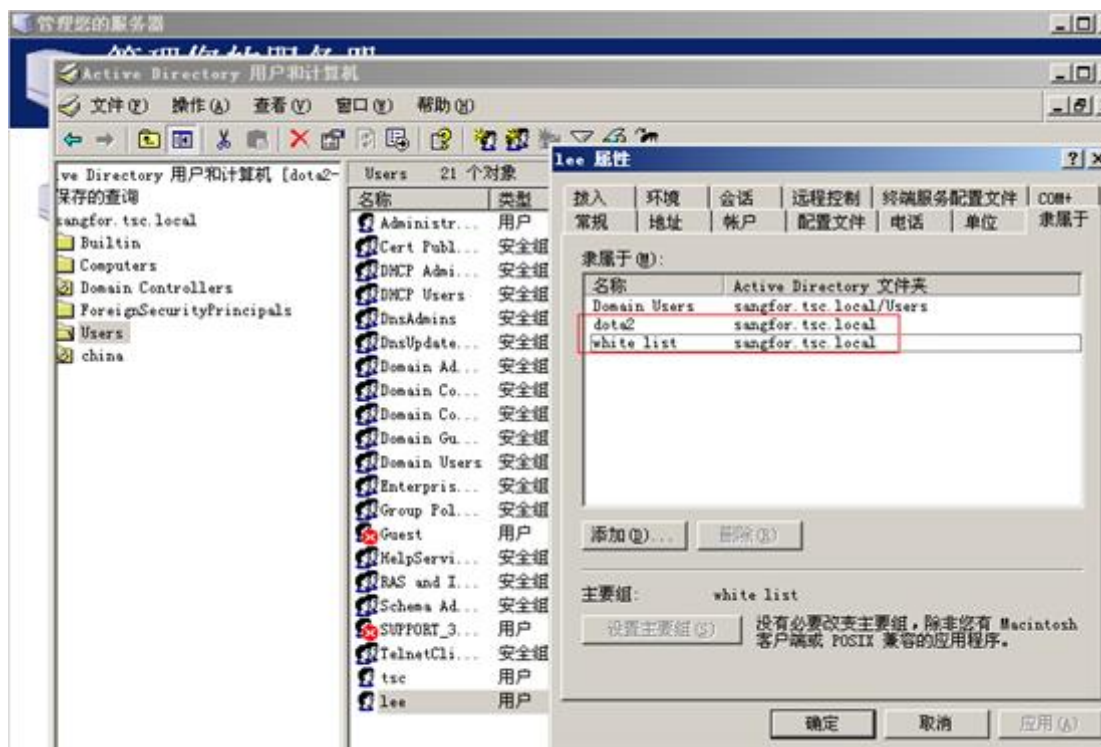 管理您的服务器
Active Directory 用户和计算机
文件(F) 操作(A) 查看(V) 窗口(W) 帮助(H)
ve Directory 用户和计算机 [dota2-
保存的查询
sangfor.tsc.local
Builtin
Computers
Domain Controllers
ForeignSecurityPrincipals
Users
china
Users 21 个对象
名称 类型
Administr... 用户
Cert Publ... 安全组
DHCP Admi... 安全组
DHCP Users 安全组
DnsAdmins 安全组
DnsUpdate... 安全组
Domain Ad... 安全组
Domain Co... 安全组
Domain Co... 安全组
Domain Gu... 安全组
Domain Users 安全组
Enterpris... 安全组
Group Pol... 安全组
Guest 用户
HelpServi... 安全组
RAS and I... 安全组
Schema Ad... 安全组
SUPPORT_3... 用户
TelnetCli... 安全组
tsc 用户
lee 用户
lee 属性
拨入 环境 会话 远程控制 终端服务配置文件 COM+
常规 地址 帐户 配置文件 电话 单位 隶属于
隶属于(M):
名称 Active Directory 文件夹
Domain Users sangfor.tsc.local/Users
dota2 sangfor.tsc.local
white list sangfor.tsc.local
添加(D)... 删除(R)
主要组: white list
设置主要组(S) 没有必要改变主要组，除非您有 Macintosh
客户端或 POSIX 兼容的应用程序。
确定 取消 应用(A)